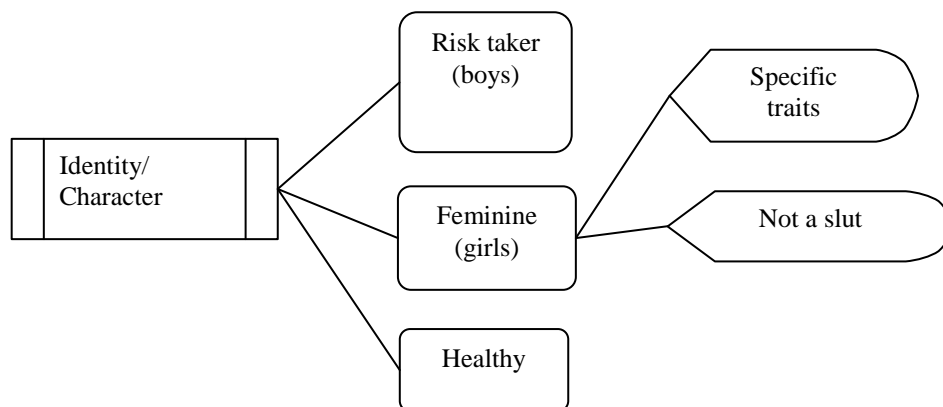 Identity/
Character
Risk taker
(boys)
Feminine
(girls)
Healthy
Specific
traits
Not a slut